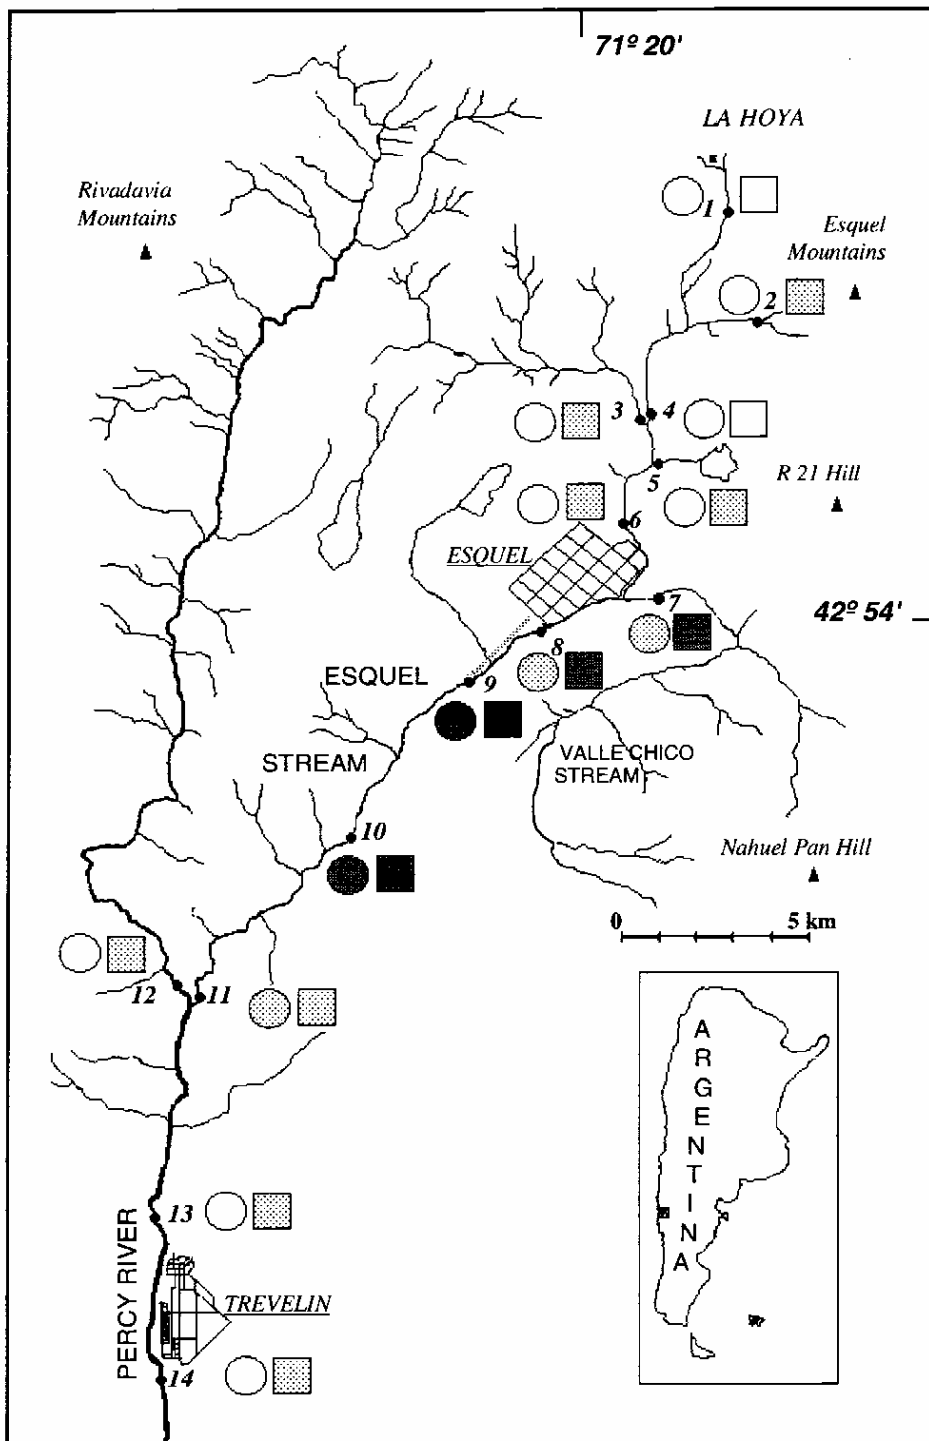 71º 20'
LA HOYA
Rivadavia
Mountains
1
Esquel
Mountains
2
3
4
5
R 21 Hill
6
ESQUEL
7
42º 54'
8
ESQUEL
9
STREAM
VALLE CHICO
STREAM
10
Nahuel Pan Hill
0 5 km
12
11
ARGENTINA
13
PERCY RIVER
TREVELIN
14